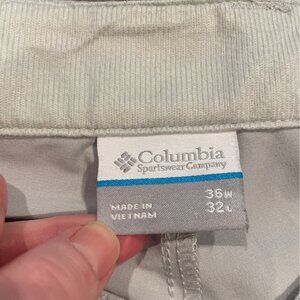 Columbia
Sportswear Company
36W
32L
MADE IN
VIETNAM